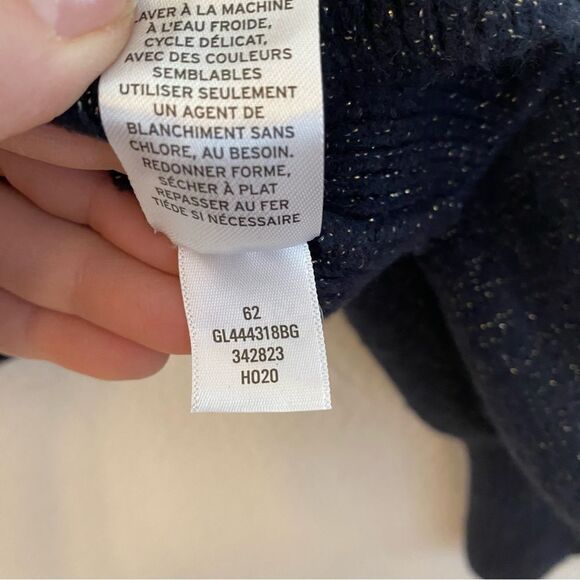 LAVER À LA MACHINE
À L'EAU FROIDE,
CYCLE DÉLICAT,
AVEC DES COULEURS
SEMBLABLES
UTILISER SEULEMENT
UN AGENT DE
BLANCHIMENT SANS
CHLORE, AU BESOIN.
REDONNER FORME,
SÉCHER À PLAT
REPASSER AU FER
TIÈDE SI NÉCESSAIRE
62
GL444318BG
342823
HO20